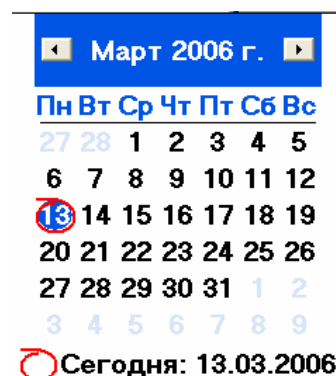 Март 2006 г.
Пн Вт Ср Чт Пт Сб Вс
27 28 1 2 3 4 5
6 7 8 9 10 11 12
13 14 15 16 17 18 19
20 21 22 23 24 25 26
27 28 29 30 31 1 2
3 4 5 6 7 8 9
Сегодня: 13.03.2006